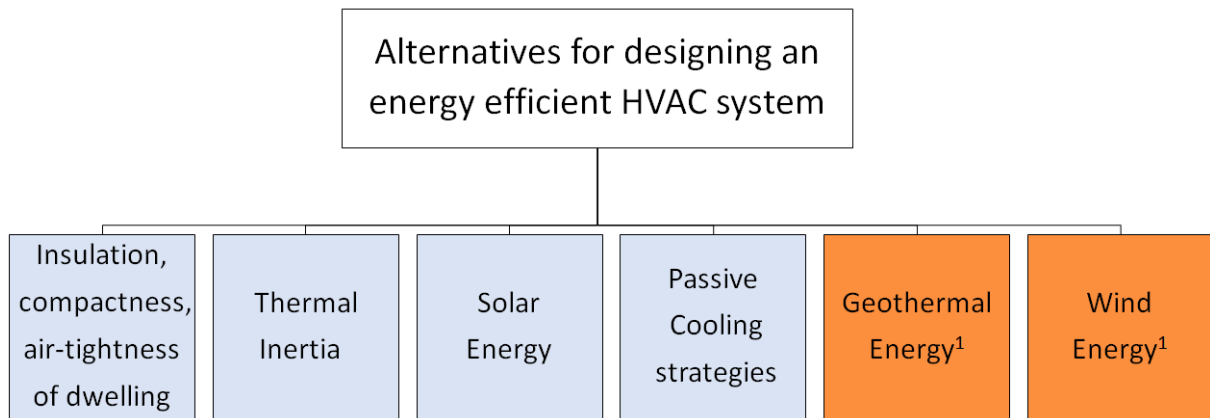 Alternatives for designing an
energy efficient HVAC system
Insulation,
compactness,
air-tightness
of dwelling
Thermal
Inertia
Solar
Energy
Passive
Cooling
strategies
Geothermal
Energy¹
Wind
Energy¹